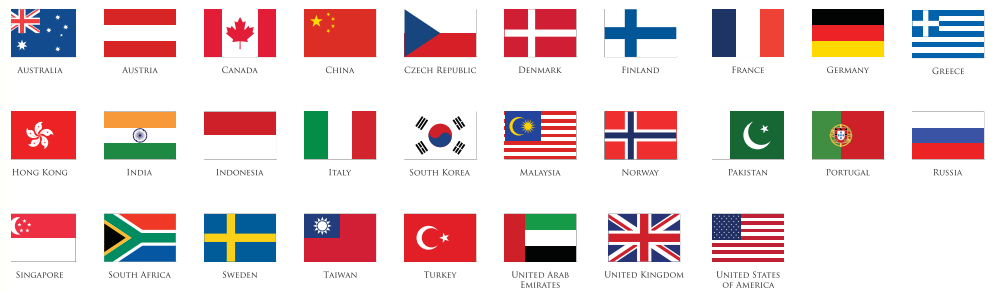 AUSTRALIA
AUSTRIA
CANADA
CHINA
CZECH REPUBLIC
DENMARK
FINLAND
FRANCE
GERMANY
GREECE
HONG KONG
INDIA
INDONESIA
ITALY
SOUTH KOREA
MALAYSIA
NORWAY
PAKISTAN
PORTUGAL
RUSSIA
SINGAPORE
SOUTH AFRICA
SWEDEN
TAIWAN
TURKEY
UNITED ARAB
EMIRATES
UNITED KINGDOM
UNITED STATES
OF AMERICA